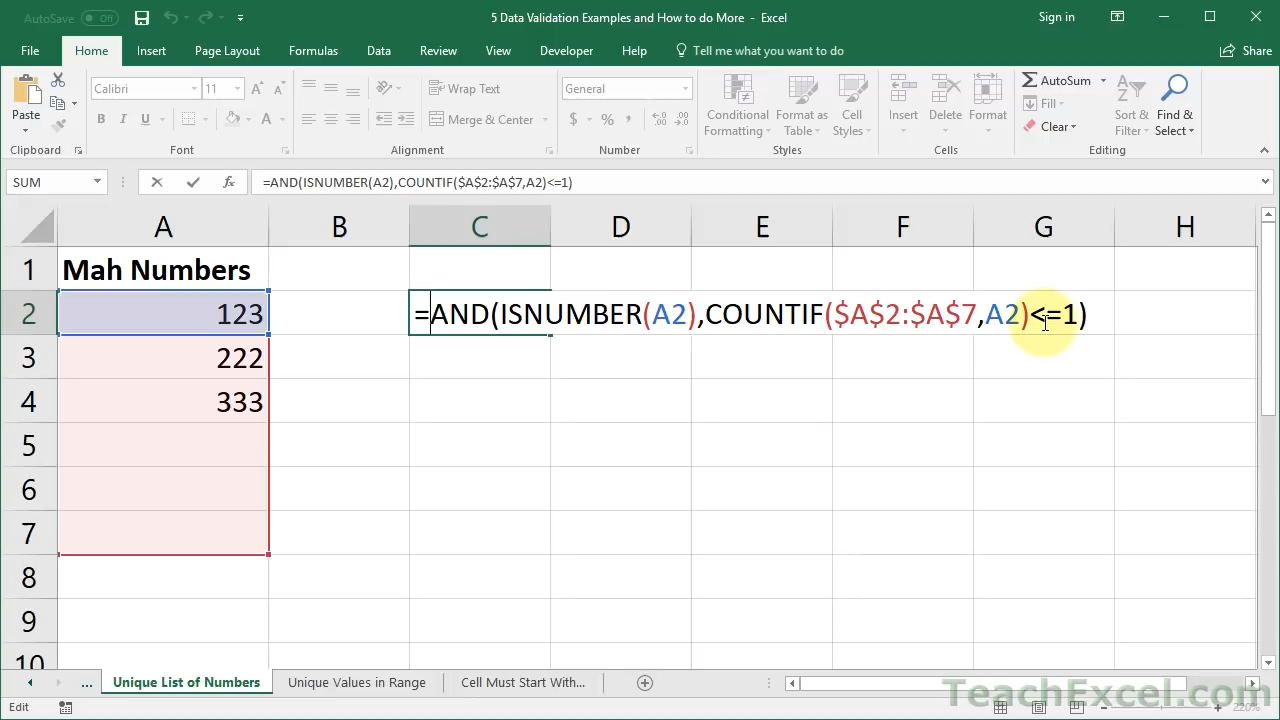 AutoSave Off
5 Data Validation Examples and How to do More - Excel
Sign in
File Home Insert Page Layout Formulas Data Review View Developer Help Tell me what you want to do Share
Paste
Calibri 11
B I U
A A
Wrap Text
Merge & Center
General
$ % ,
Conditional Formatting
Format as Table
Cell Styles
Insert Delete Format
AutoSum
Fill
Clear
Sort & Filter
Find & Select
Clipboard Font Alignment Number Styles Cells Editing
SUM fx =AND(ISNUMBER(A2),COUNTIF($A$2:$A$7,A2)<=1)
A B C D E F G H
1 Mah Numbers
2 123 =AND(ISNUMBER(A2),COUNTIF($A$2:$A$7,A2)<=1)
3 222
4 333
5
6
7
8
9
10
... Unique List of Numbers Unique Values in Range Cell Must Start With...
TeachExcel.com
Edit 220%